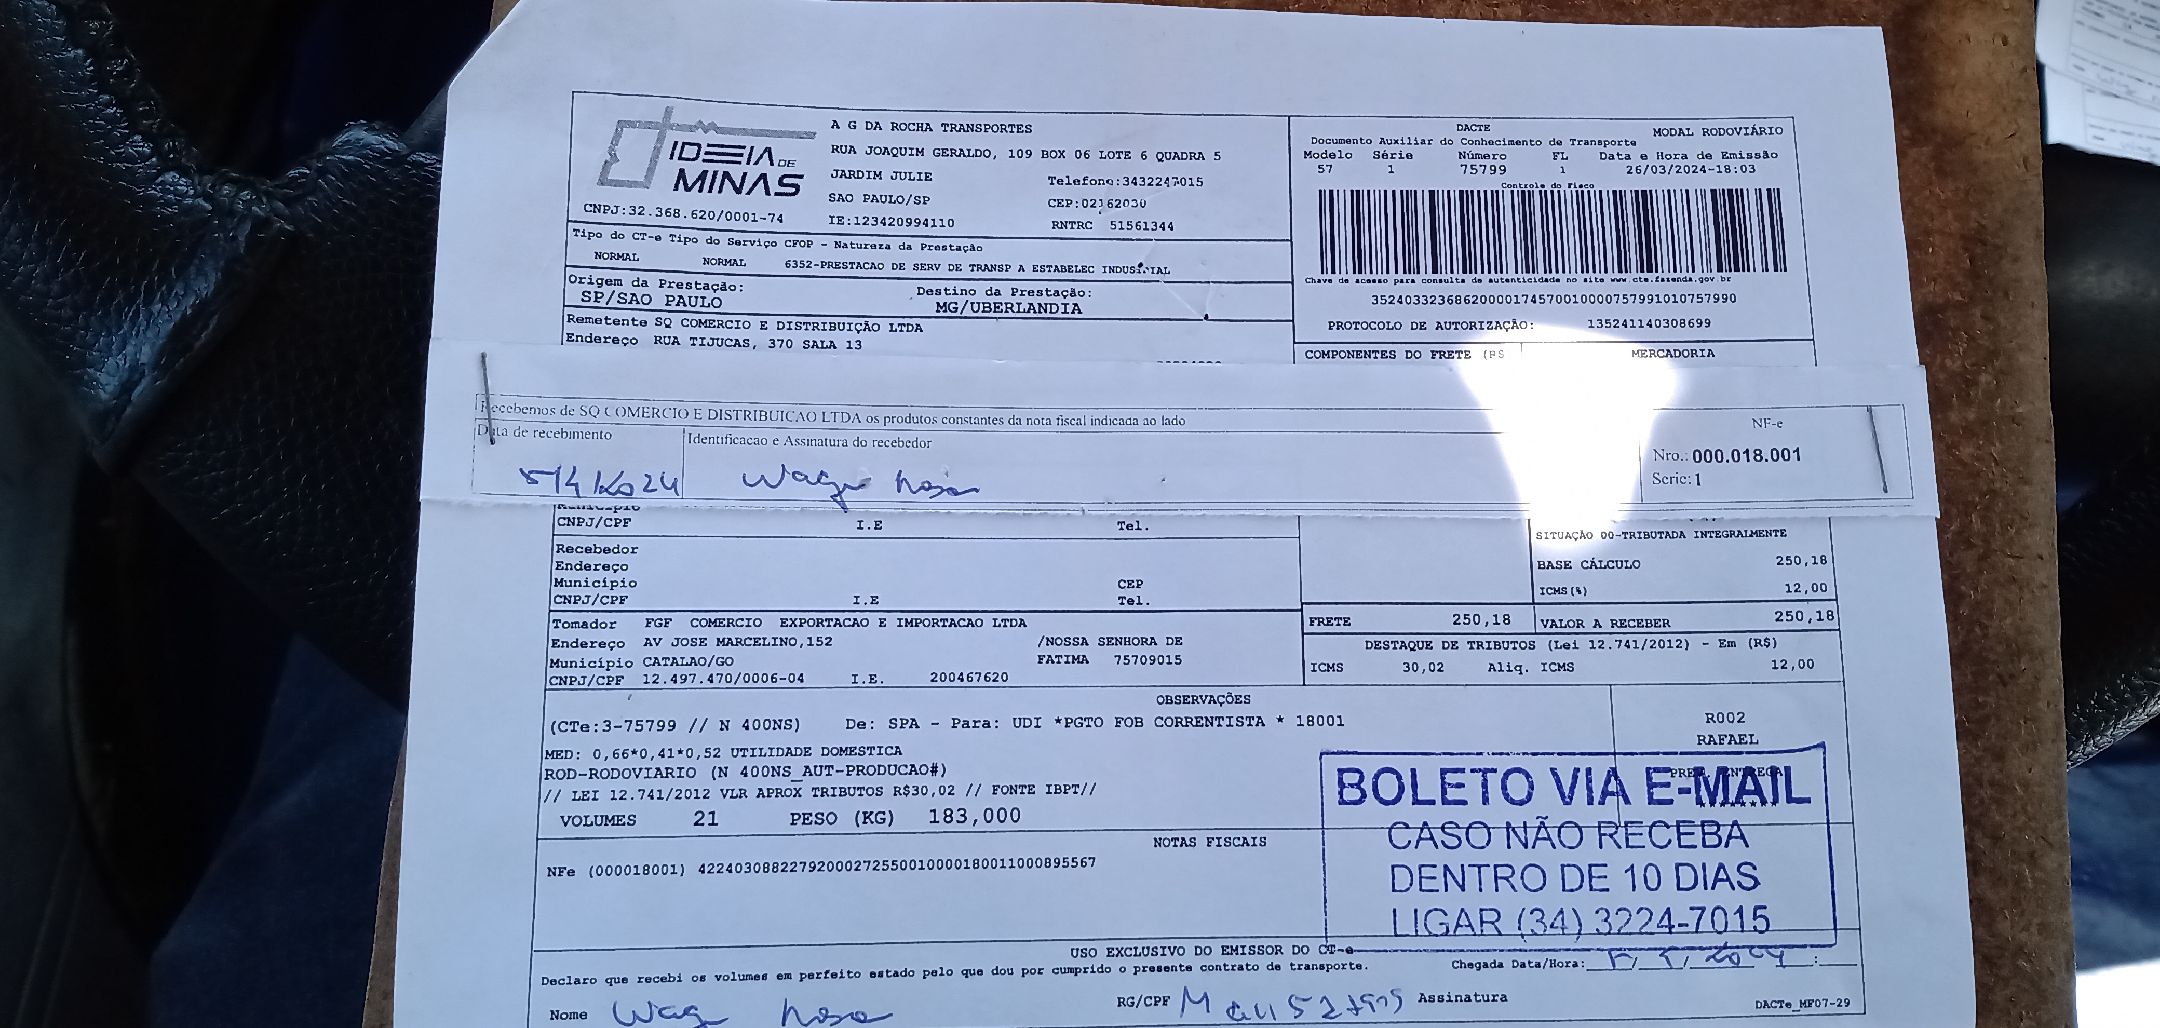 IDEIA DE
MINAS
CNPJ:32.368.620/0001-74
A G DA ROCHA TRANSPORTES
RUA JOAQUIM GERALDO, 109 BOX 06 LOTE 6 QUADRA 5
JARDIM JULIE
Telefone:3432247015
SAO PAULO/SP
CEP:02162030
IE:123420994110
RNTRC 51561344
DACTE
MODAL RODOVIÁRIO
Documento Auxiliar do Conhecimento de Transporte
Modelo Série Número FL Data e Hora de Emissão
57 1 75799 1 26/03/2024-18:03
Controle do Fisco
Chave de acesso para consulta de autenticidade no site www.cte.fazenda.gov.br
35240332368620000174570010000757991010757990
PROTOCOLO DE AUTORIZAÇÃO: 135241140308699
Tipo do CT-e Tipo do Serviço CFOP - Natureza da Prestação
NORMAL NORMAL 6352-PRESTACAO DE SERV DE TRANSP A ESTABELEC INDUSTRIAL
Origem da Prestação: Destino da Prestação:
SP/SAO PAULO MG/UBERLANDIA
Remetente SQ COMERCIO E DISTRIBUIÇÃO LTDA
Endereço RUA TIJUCAS, 370 SALA 13
COMPONENTES DO FRETE (R$ MERCADORIA
Recebemos de SQ COMERCIO E DISTRIBUICAO LTDA os produtos constantes da nota fiscal indicada ao lado
Data de recebimento Identificacao e Assinatura do recebedor
NF-e
Nro.: 000.018.001
Serie: 1
Município
CNPJ/CPF I.E Tel.
Recebedor
Endereço
Município CEP
CNPJ/CPF I.E Tel.
SITUAÇÃO 00-TRIBUTADA INTEGRALMENTE
BASE CÁLCULO 250,18
ICMS(%) 12,00
FRETE 250,18 VALOR A RECEBER 250,18
Tomador FGF COMERCIO EXPORTACAO E IMPORTACAO LTDA
Endereço AV JOSE MARCELINO,152 /NOSSA SENHORA DE
Município CATALAO/GO FATIMA 75709015
CNPJ/CPF 12.497.470/0006-04 I.E. 200467620
DESTAQUE DE TRIBUTOS (Lei 12.741/2012) - Em (R$)
ICMS 30,02 Aliq. ICMS 12,00
OBSERVAÇÕES
(CTe:3-75799 // N 400NS) De: SPA - Para: UDI *PGTO FOB CORRENTISTA * 18001
MED: 0,66*0,41*0,52 UTILIDADE DOMESTICA
ROD-RODOVIARIO (N 400NS_AUT-PRODUCAO#)
// LEI 12.741/2012 VLR APROX TRIBUTOS R$30,02 // FONTE IBPT//
VOLUMES 21 PESO (KG) 183,000
R002
RAFAEL
BOLETO VIA E-MAIL
CASO NÃO RECEBA
DENTRO DE 10 DIAS
LIGAR (34) 3224-7015
NOTAS FISCAIS
NFe (000018001) 42240308822792000272550010000180011000895567
USO EXCLUSIVO DO EMISSOR DO CT-e
Declaro que recebi os volumes em perfeito estado pelo que dou por cumprido o presente contrato de transporte.
Chegada Data/Hora:
Nome RG/CPF Assinatura
DACTe_MF07-29